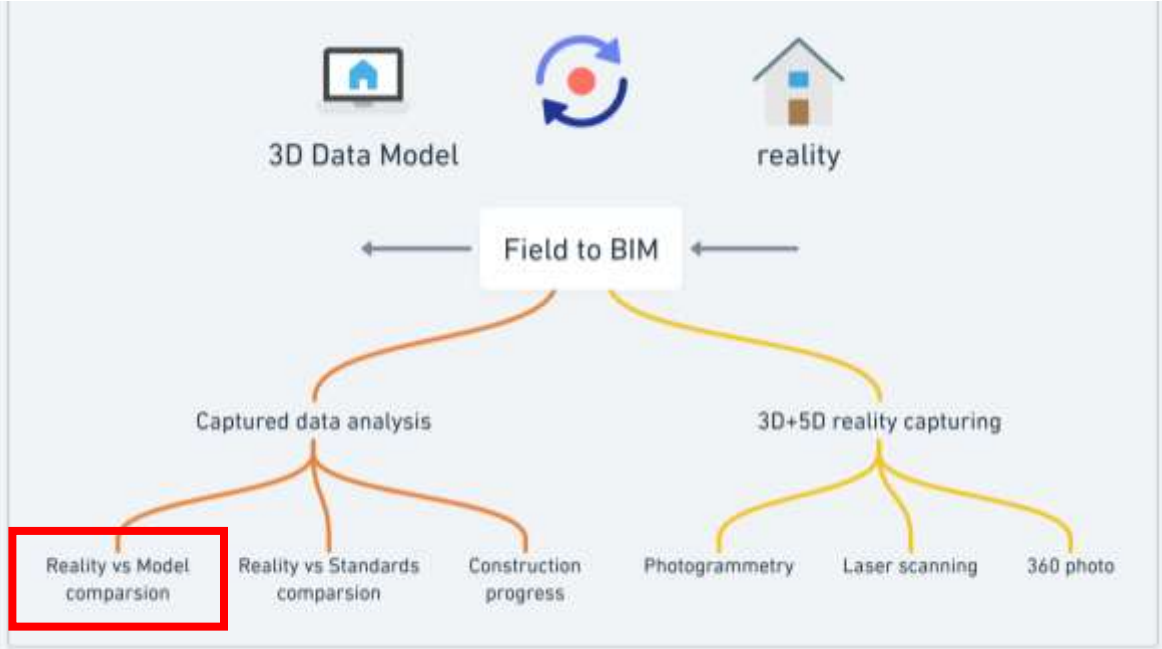 3D Data Model
reality
Field to BIM
Captured data analysis
3D+5D reality capturing
Reality vs Model
comparsion
Reality vs Standards
comparsion
Construction
progress
Photogrammetry
Laser scanning
360 photo